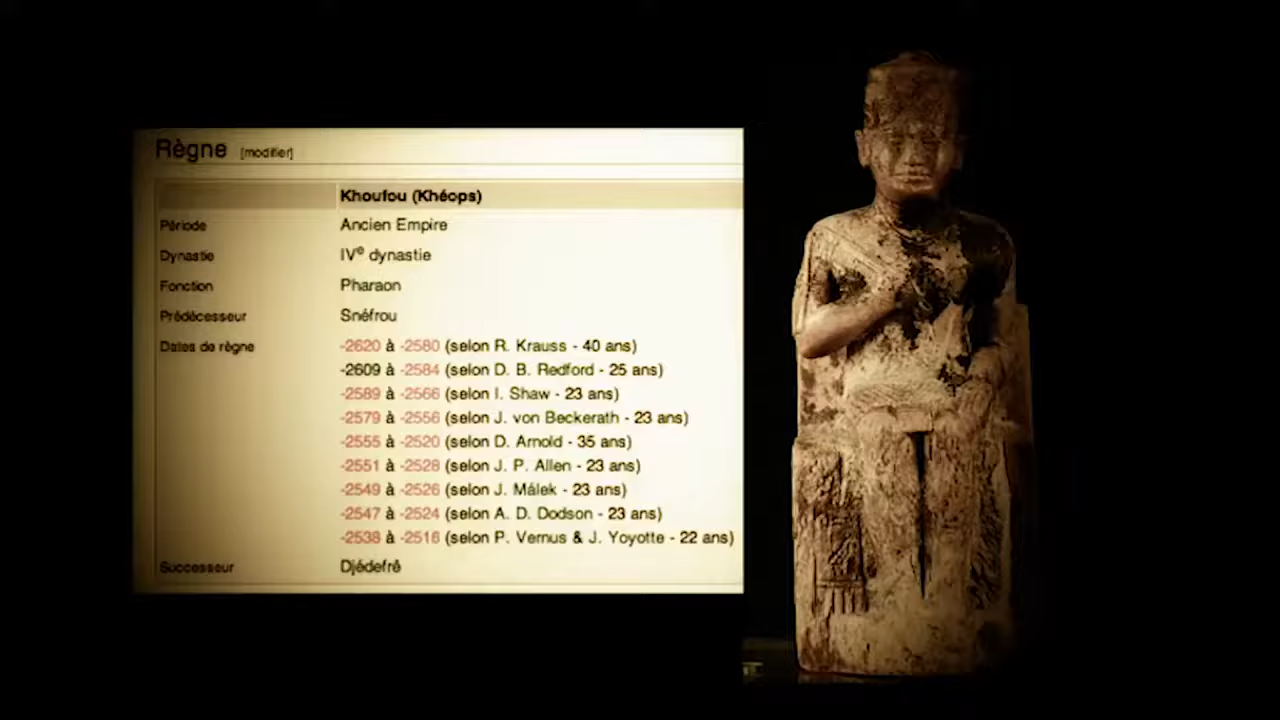 Règne [modifier]
Khoufou (Khéops)
Période Ancien Empire
Dynastie IVe dynastie
Fonction Pharaon
Prédécesseur Snéfrou
Dates de règne -2620 à -2580 (selon R. Krauss - 40 ans)
-2609 à -2584 (selon D. B. Redford - 25 ans)
-2589 à -2566 (selon I. Shaw - 23 ans)
-2579 à -2556 (selon J. von Beckerath - 23 ans)
-2555 à -2520 (selon D. Arnold - 35 ans)
-2551 à -2528 (selon J. P. Allen - 23 ans)
-2549 à -2526 (selon J. Málek - 23 ans)
-2547 à -2524 (selon A. D. Dodson - 23 ans)
-2538 à -2516 (selon P. Vernus & J. Yoyotte - 22 ans)
Successeur Djédefrê